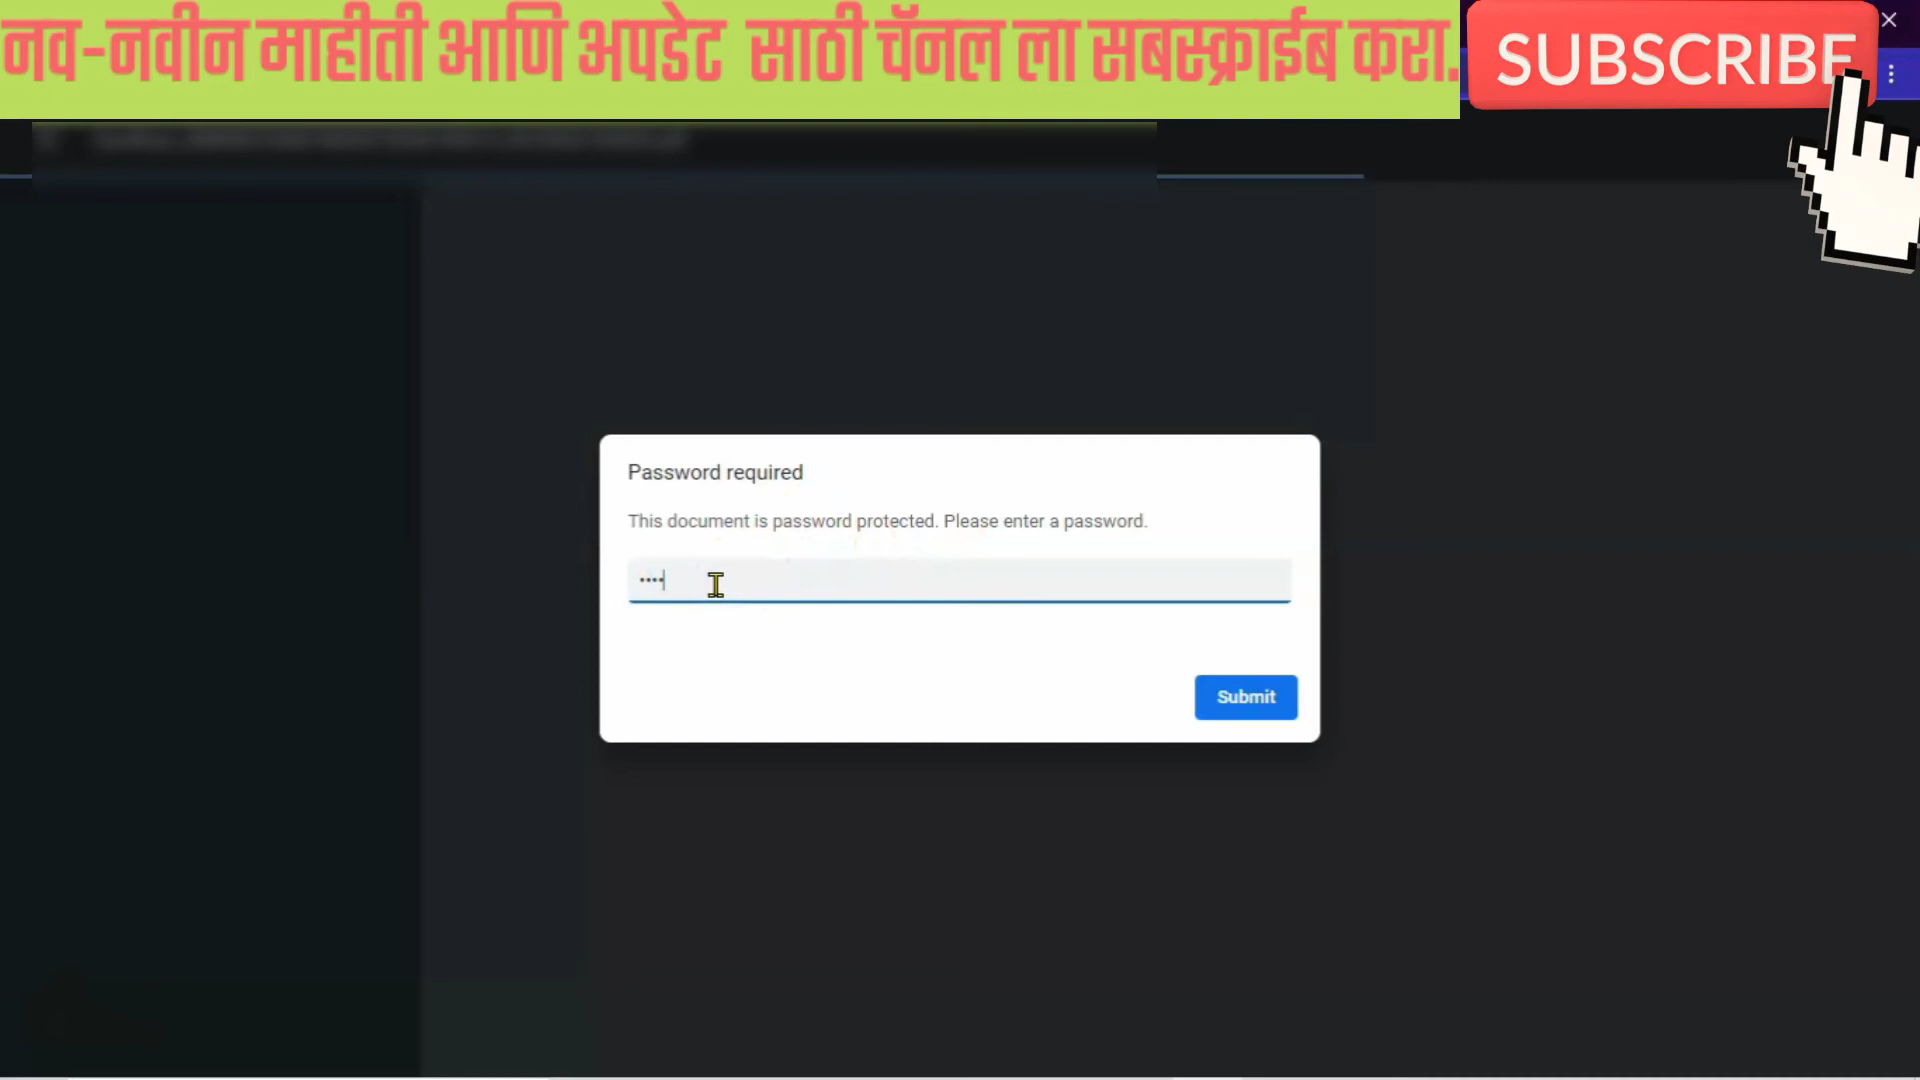 नव-नवीन माहीती आणि अपडेट साठी चॅनल ला सबस्क्राईब करा.
SUBSCRIBE
Password required
This document is password protected. Please enter a password.
••••
Submit